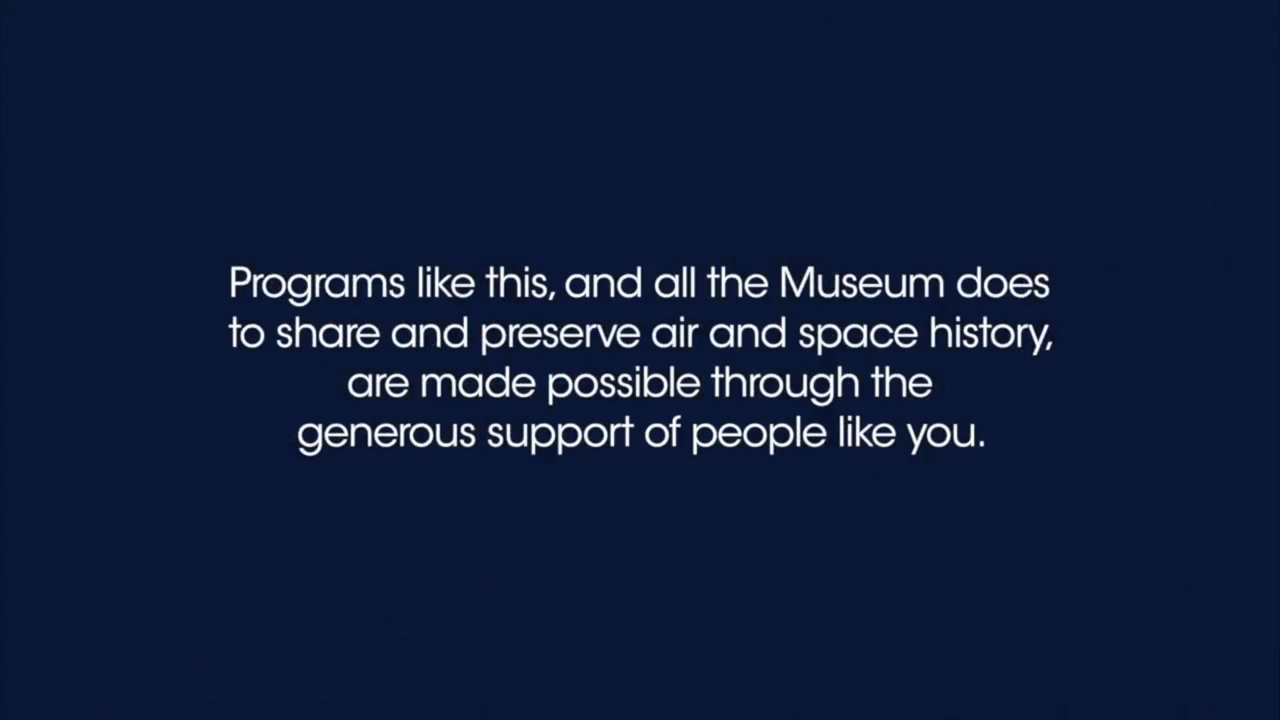 Programs like this, and all the Museum does
to share and preserve air and space history,
are made possible through the
generous support of people like you.